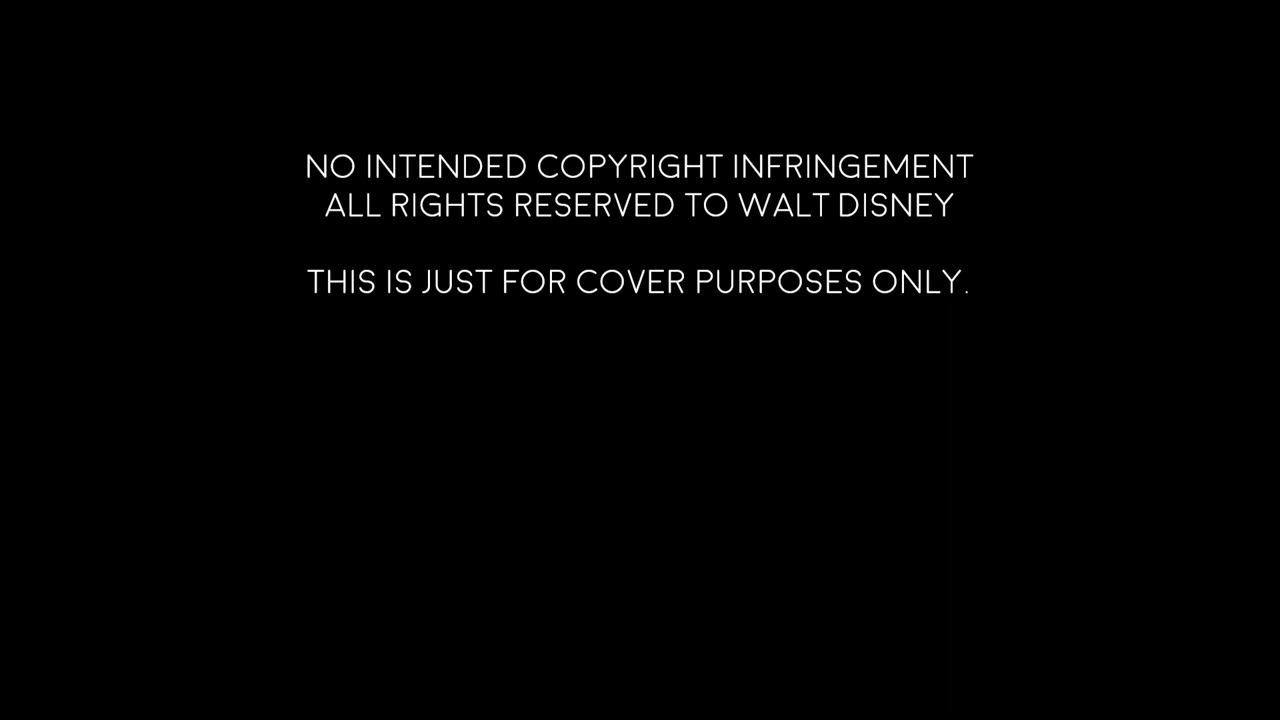 NO INTENDED COPYRIGHT INFRINGEMENT
ALL RIGHTS RESERVED TO WALT DISNEY
THIS IS JUST FOR COVER PURPOSES ONLY.